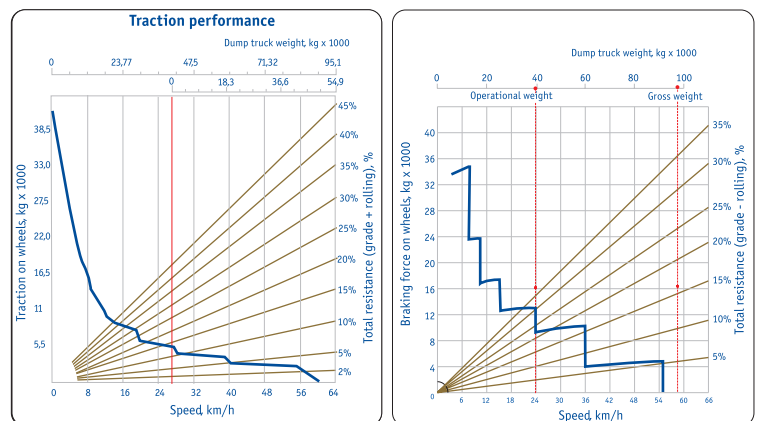 Traction performance
Dump truck weight, kg x 1000
0 23,77 47,5 71,32 95,1
0 18,3 36,6 54,9
Traction on wheels, kg x 1000
38,5
33,0
27,5
22,0
16,5
11
5,5
45%
40%
35%
30%
25%
20%
15%
10%
5%
2%
Total resistance (grade + rolling), %
0 8 16 24 32 40 48 56 64
Speed, km/h
Dump truck weight, kg x 1000
0 20 40 60 80 100
Operational weight Gross weight
Braking force on wheels, kg x 1000
40
36
32
28
24
20
16
12
8
4
0
35%
30%
25%
20%
15%
10%
5%
Total resistance (grade - rolling), %
0 6 12 18 24 30 36 42 48 54 60 66
Speed, km/h